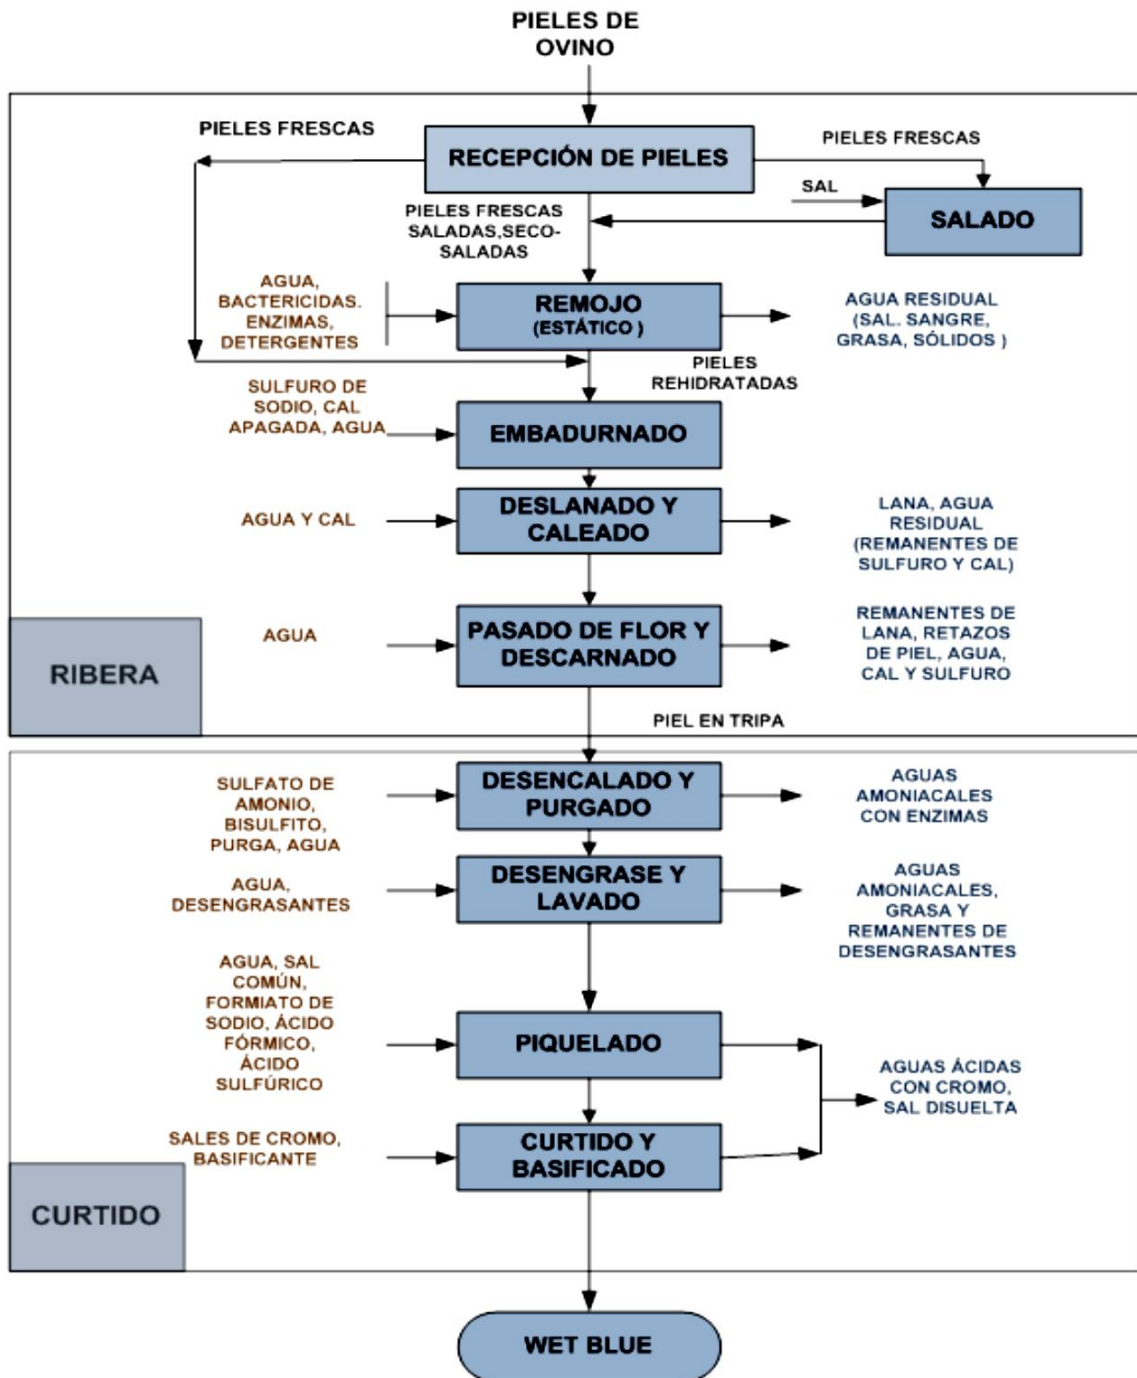 PIELES DE
OVINO
PIELES FRESCAS
RECEPCIÓN DE PIELES
PIELES FRESCAS
SAL
SALADO
PIELES FRESCAS
SALADAS,SECO-
SALADAS
AGUA,
BACTERICIDAS.
ENZIMAS,
DETERGENTES
REMOJO
(ESTÁTICO )
AGUA RESIDUAL
(SAL. SANGRE,
GRASA, SÓLIDOS )
PIELES
REHIDRATADAS
SULFURO DE
SODIO, CAL
APAGADA, AGUA
EMBADURNADO
AGUA Y CAL
DESLANADO Y
CALEADO
LANA, AGUA
RESIDUAL
(REMANENTES DE
SULFURO Y CAL)
AGUA
PASADO DE FLOR Y
DESCARNADO
REMANENTES DE
LANA, RETAZOS
DE PIEL, AGUA,
CAL Y SULFURO
RIBERA
PIEL EN TRIPA
SULFATO DE
AMONIO,
BISULFITO,
PURGA, AGUA
DESENCALADO Y
PURGADO
AGUAS
AMONIACALES
CON ENZIMAS
AGUA,
DESENGRASANTES
DESENGRASE Y
LAVADO
AGUAS
AMONIACALES,
GRASA Y
REMANENTES DE
DESENGRASANTES
AGUA, SAL
COMÚN,
FORMIATO DE
SODIO, ÁCIDO
FÓRMICO,
ÁCIDO
SULFÚRICO
PIQUELADO
AGUAS ÁCIDAS
CON CROMO,
SAL DISUELTA
SALES DE CROMO,
BASIFICANTE
CURTIDO Y
BASIFICADO
CURTIDO
WET BLUE